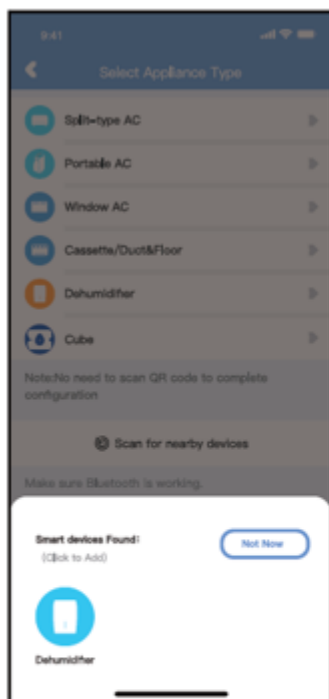 9:41
Select Appliance Type
Split-type AC
Portable AC
Window AC
Cassette/Duct&Floor
Dehumidifier
Cube
Note:No need to scan QR code to complete
configuration
Scan for nearby devices
Make sure Bluetooth is working.
Smart devices Found:
Not Now
(Click to Add)
Dehumidifier